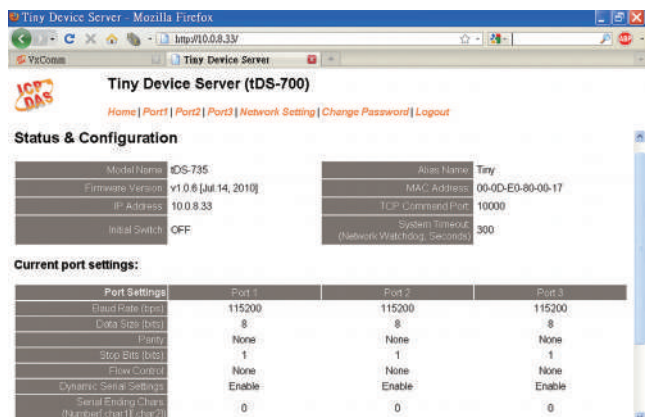 Tiny Device Server - Mozilla Firefox
http://10.0.8.33/
ABP
VxComm Tiny Device Server
ICP DAS
Tiny Device Server (tDS-700)
Home | Port1 | Port2 | Port3 | Network Setting | Change Password | Logout
Status & Configuration
Model Name tDS-735 Alias Name Tiny
Firmware Version v1.0.6 [Jul.14, 2010] MAC Address 00-0D-E0-80-00-17
IP Address 10.0.8.33 TCP Command Port 10000
Initial Switch OFF System Timeout
(Network Watchdog, Seconds) 300
Current port settings:
Port Settings Port 1 Port 2 Port 3
Baud Rate (bps) 115200 115200 115200
Data Size (bits) 8 8 8
Parity None None None
Stop Bits (bits) 1 1 1
Flow Control None None None
Dynamic Serial Settings Enable Enable Enable
Serial Ending Chars
(Number[,char1[,char2]]) 0 0 0